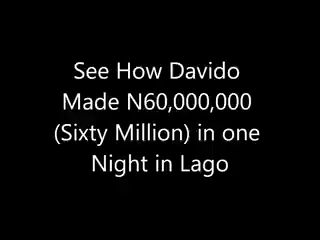 See How Davido
Made N60,000,000
(Sixty Million) in one
Night in Lago